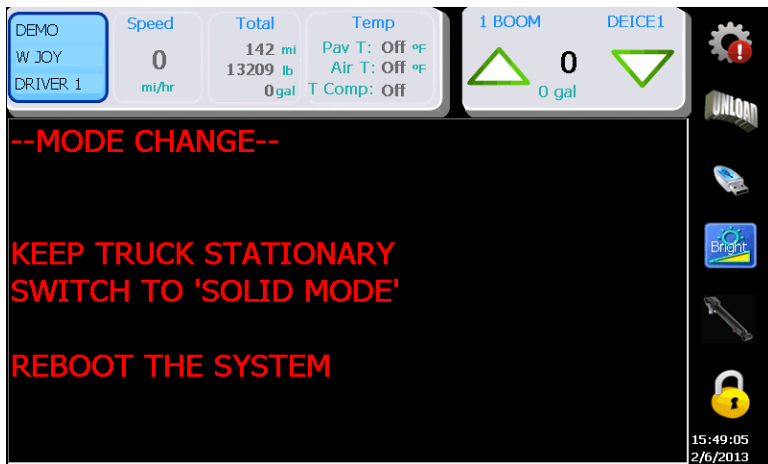 DEMO
W JOY
DRIVER 1
Speed
0
mi/hr
Total
142 mi
13209 lb
0 gal
Temp
Pav T: Off °F
Air T: Off °F
T Comp: Off
1 BOOM DEICE1
0
0 gal
UNLOAD
--MODE CHANGE--
KEEP TRUCK STATIONARY
SWITCH TO 'SOLID MODE'
REBOOT THE SYSTEM
Bright
1
15:49:05
2/6/2013